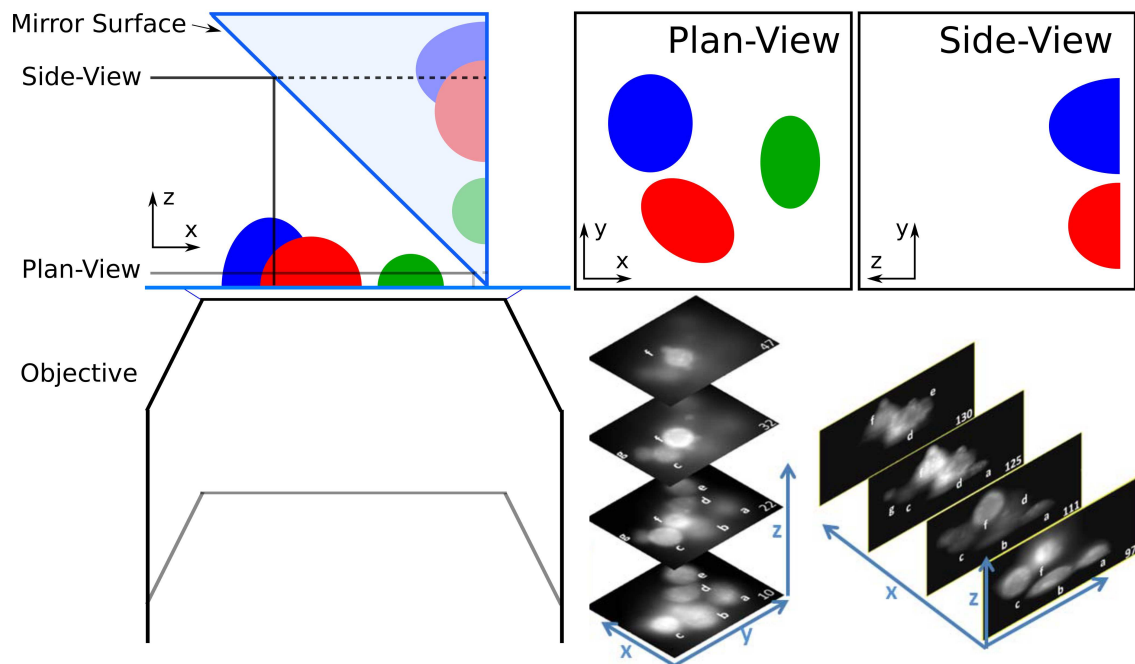 Mirror Surface
Side-View
z
x
Plan-View
Objective
Plan-View
y
x
Side-View
y
z
f
47
f
32
g
c
e
d
f
22
a
g
b
c
e
d
a
10
b
c
z
x
y
e
f
130
d
125
a
d
g
c
d
111
a
f
b
c
97
f
a
c
b
x
z